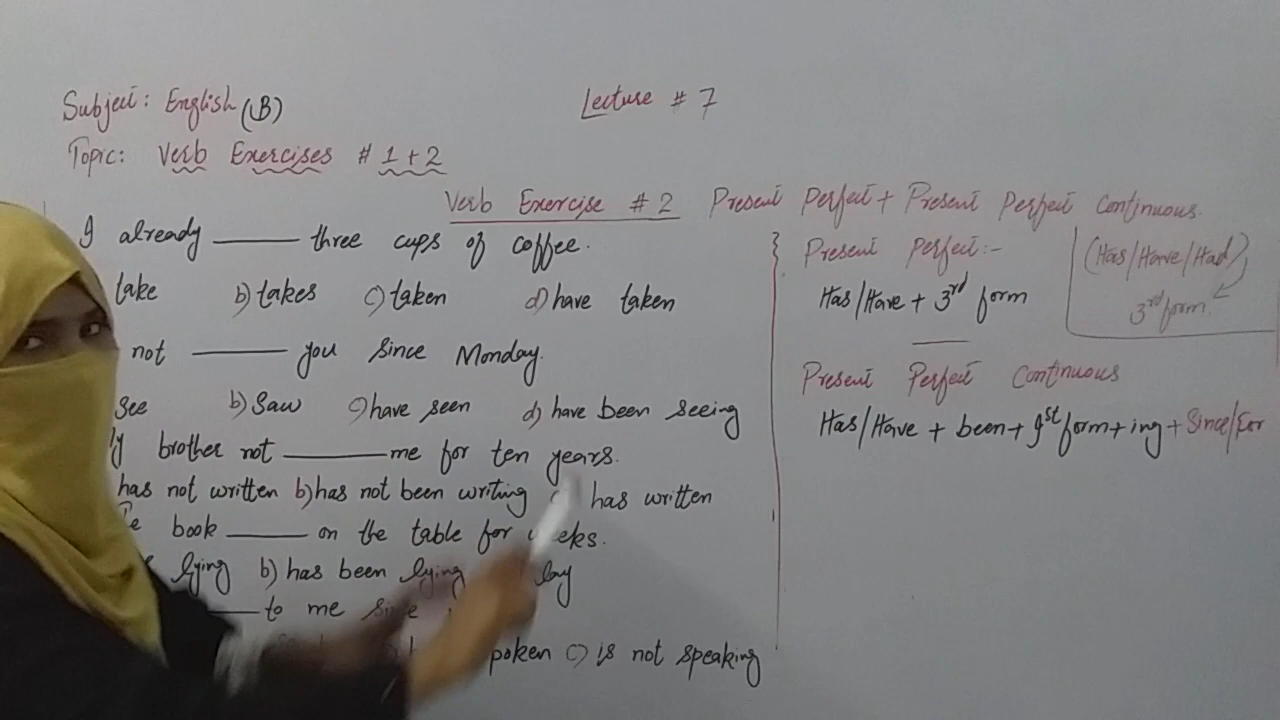 Subject: English (B)
Lecture # 7
Topic: Verb Exercises # 1 + 2
Verb Exercise # 2 Present Perfect + Present Perfect Continuous.
I already ______ three cups of coffee.
take b) takes c) taken d) have taken
not ______ you since Monday.
see b) Saw c) have seen d) have been seeing
brother not ______ me for ten years.
has not written b) has not been writing has written
book ______ on the table for weeks.
lying b) has been lying lay
______ to me since
spoken c) is not speaking
Present Perfect:-
Has/Have + 3rd form
(Has/Have/Had)
3rd form.
Present Perfect Continuous
Has/Have + been + 1st form + ing + Since/For